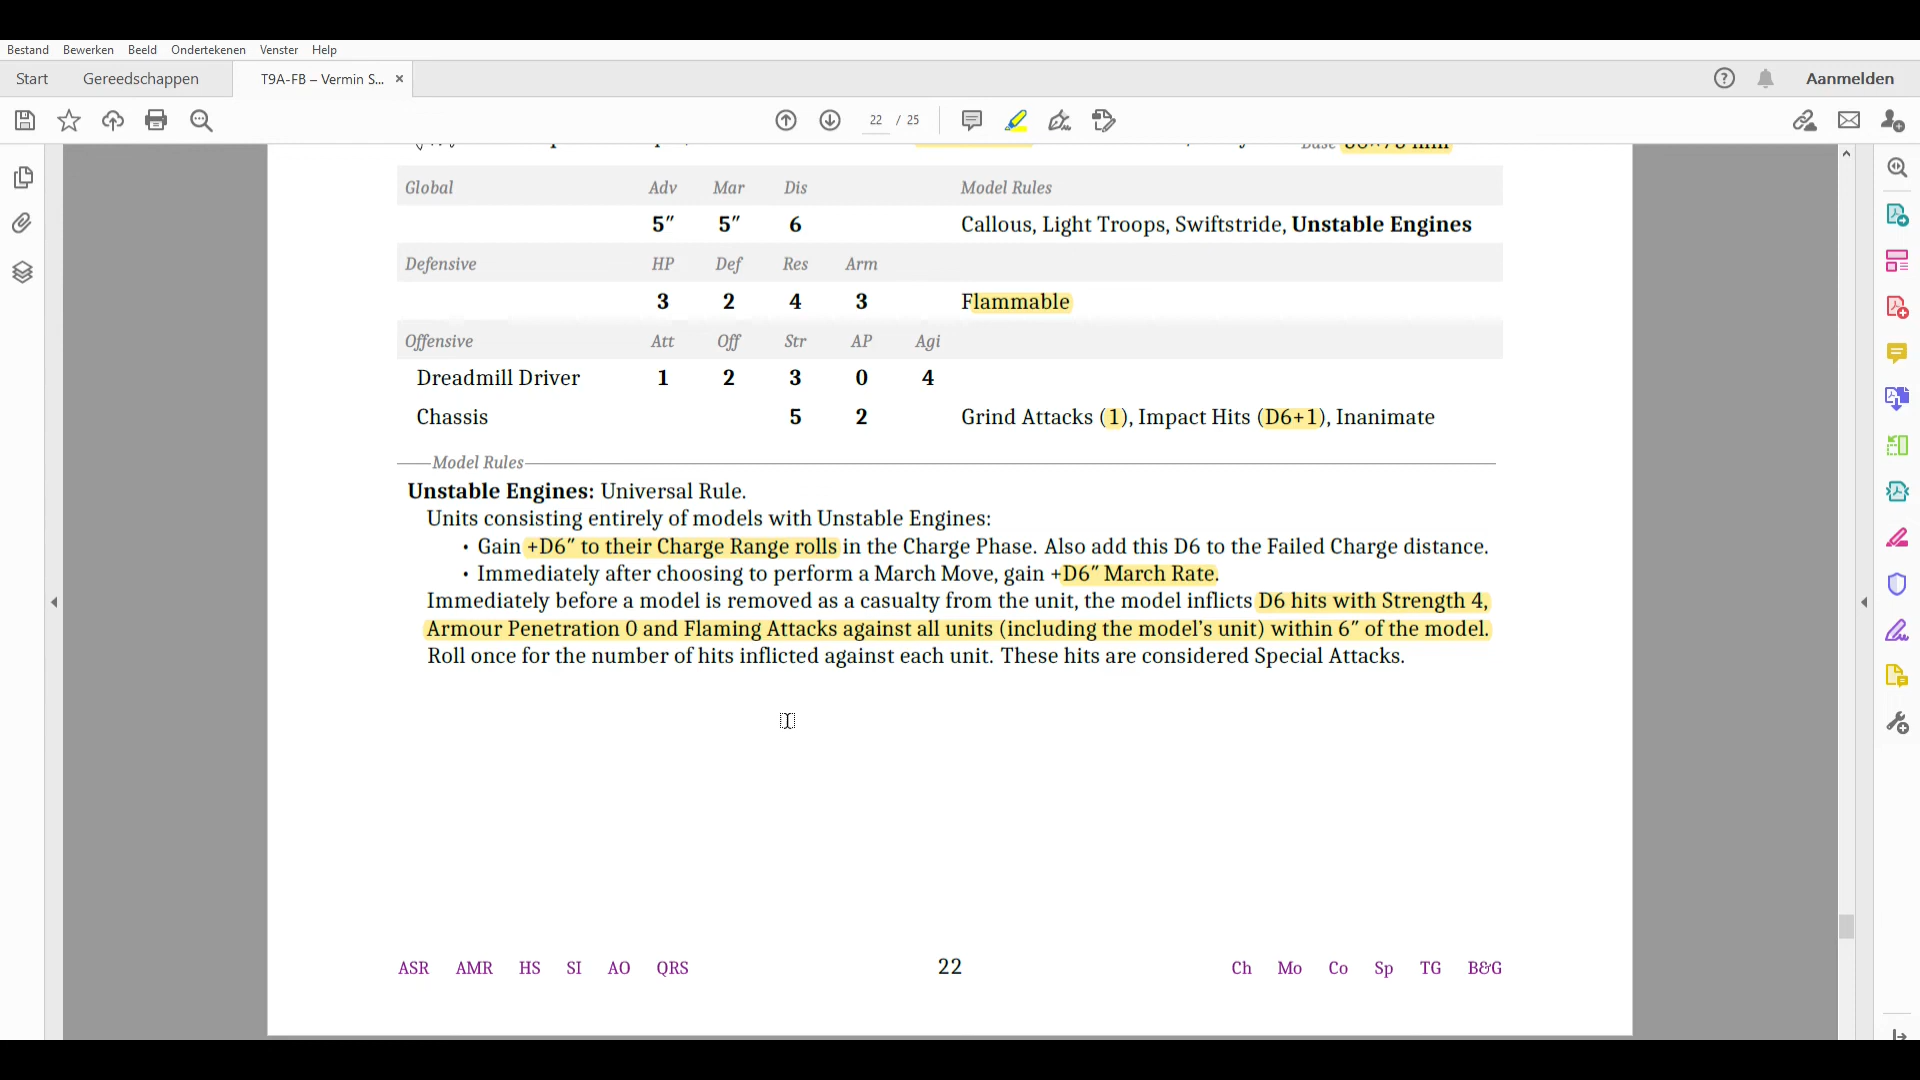 Bestand Bewerken Beeld Ondertekenen Venster Help
Start Gereedschappen T9A-FB – Vermin S... × Aanmelden
22 / 25
Base
Global Adv Mar Dis Model Rules
5″ 5″ 6 Callous, Light Troops, Swiftstride, Unstable Engines
Defensive HP Def Res Arm
3 2 4 3 Flammable
Offensive Att Off Str AP Agi
Dreadmill Driver 1 2 3 0 4
Chassis 5 2 Grind Attacks (1), Impact Hits (D6+1), Inanimate
Model Rules
Unstable Engines: Universal Rule.
Units consisting entirely of models with Unstable Engines:
• Gain +D6″ to their Charge Range rolls in the Charge Phase. Also add this D6 to the Failed Charge distance.
• Immediately after choosing to perform a March Move, gain +D6″ March Rate.
Immediately before a model is removed as a casualty from the unit, the model inflicts D6 hits with Strength 4,
Armour Penetration 0 and Flaming Attacks against all units (including the model’s unit) within 6″ of the model.
Roll once for the number of hits inflicted against each unit. These hits are considered Special Attacks.
ASR AMR HS SI AO QRS 22 Ch Mo Co Sp TG B&G